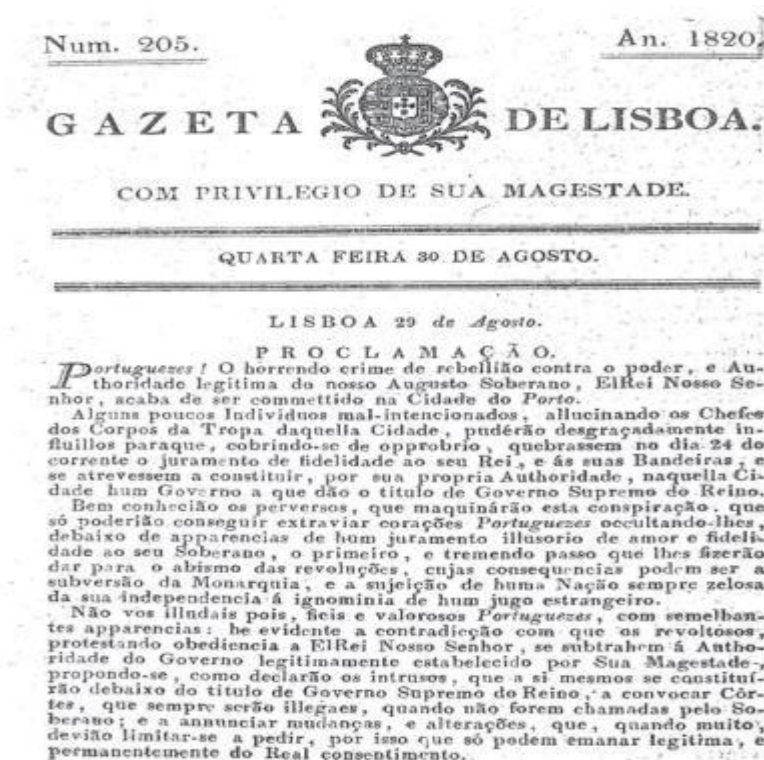 Num. 205.
An. 1820.
GAZETA DE LISBOA.
COM PRIVILEGIO DE SUA MAGESTADE.
QUARTA FEIRA 30 DE AGOSTO.
LISBOA 29 de Agosto.
PROCLAMAÇÃO.
Portuguezes! O horrendo crime de rebellião contra o poder, e Au-
thoridade legitima do nosso Augusto Soberano, ElRei Nosso Se-
nhor, acaba de ser commettido na Cidade do Porto.
Alguns poucos Individuos mal-intencionados, allucinando os Chefes
dos Corpos da Tropa daquella Cidade, pudérão desgraçadamente in-
fluillos paraque, cobrindo-se de opprobrio, quebrassem no dia 24 do
corrente o juramento de fidelidade ao seu Rei, e ás suas Bandeiras, e
se atrevessem a constituir, por sua propria Authoridade, naquella Ci-
dade hum Governo a que dão o titulo de Governo Supremo do Reino.
Bem conhecião os perversos, que maquinárão esta conspiração, que
só poderião conseguir extraviar corações Portuguezes occultando-lhes,
debaixo de apparencias de hum juramento illusorio de amor e fideli-
dade ao seu Soberano, o primeiro, e tremendo passo que lhes fizerão
dar para o abismo das revoluções, cujas consequencias podem ser a
subversão da Monarquia, e a sujeição de huma Nação sempre zelosa
da sua independencia á ignominia de hum jugo estrangeiro.
Não vos illudais pois, fieis e valorosos Portuguezes, com semelhan-
tes apparencias: he evidente a contradicção com que os revoltosos,
protestando obediencia a ElRei Nosso Senhor, se subtrahem á Autho-
ridade do Governo legitimamente estabelecido por Sua Magestade,
propondo-se, como declarão os intrusos, que a si mesmos se constituí-
rão debaixo do titulo de Governo Supremo do Reino, a convocar Côr-
tes, que sempre serão illegaes, quando não forem chamadas pelo So-
berano; e a annunciar mudanças, e alterações, que, quando muito,
devião limitar-se a pedir, por isso que só podem emanar legitima, e
permanentemente do Real consentimento.